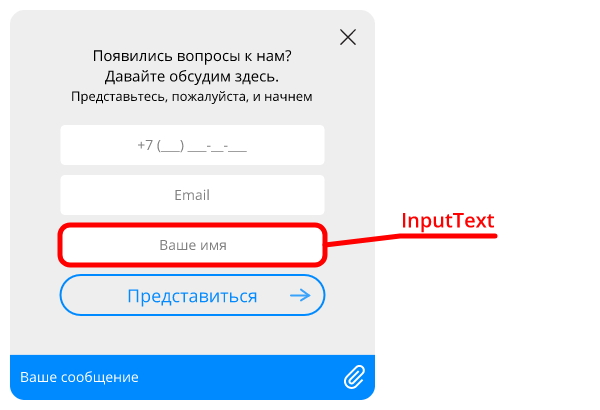 Появились вопросы к нам?
Давайте обсудим здесь.
Представьтесь, пожалуйста, и начнем
+7 (___) ___-__-___
Email
InputText
Ваше имя
Представиться
Ваше сообщение